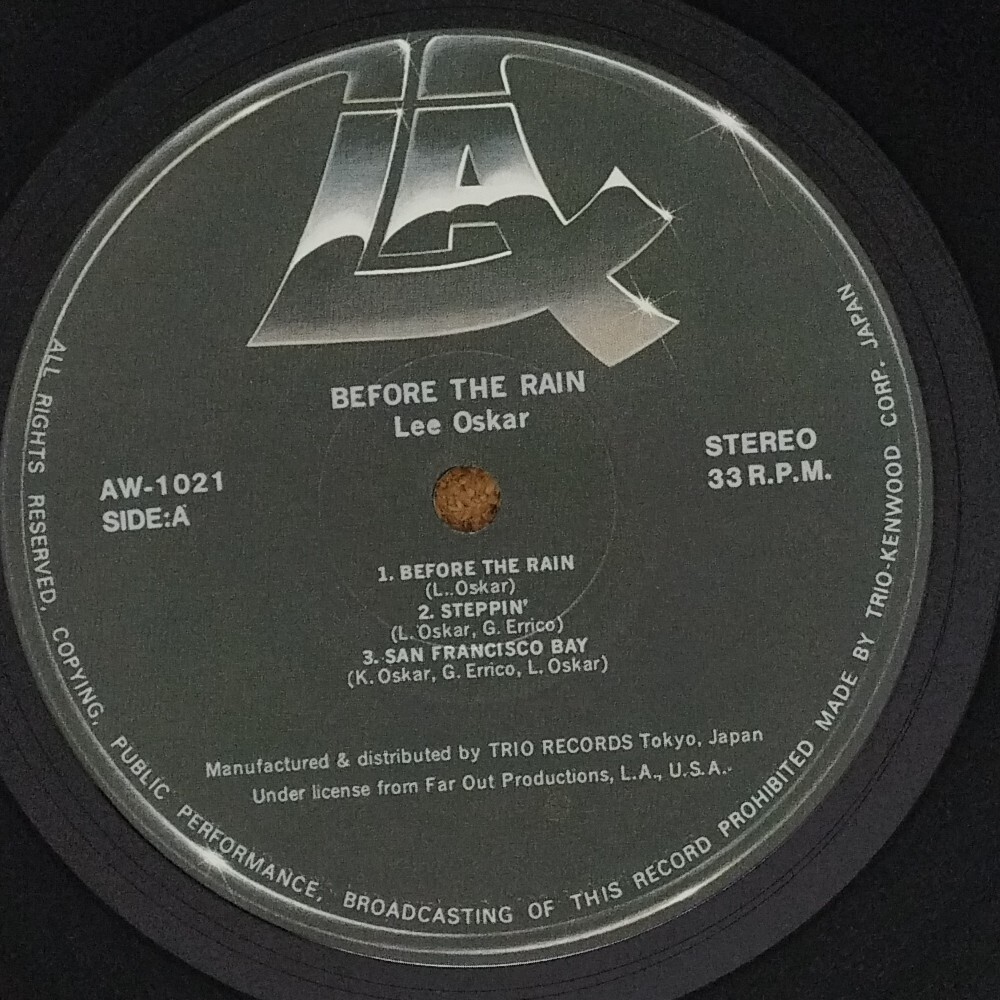 LAX
BEFORE THE RAIN
Lee Oskar
AW-1021
SIDE:A
STEREO
33 R.P.M.
1. BEFORE THE RAIN
(L..Oskar)
2. STEPPIN'
(L. Oskar, G. Errico)
3. SAN FRANCISCO BAY
(K. Oskar, G. Errico, L. Oskar)
Manufactured & distributed by TRIO RECORDS Tokyo, Japan
Under license from Far Out Productions, L.A., U.S.A.
ALL RIGHTS RESERVED, COPYING, PUBLIC PERFORMANCE, BROADCASTING OF THIS RECORD PROHIBITED MADE BY TRIO-KENWOOD CORP. JAPAN